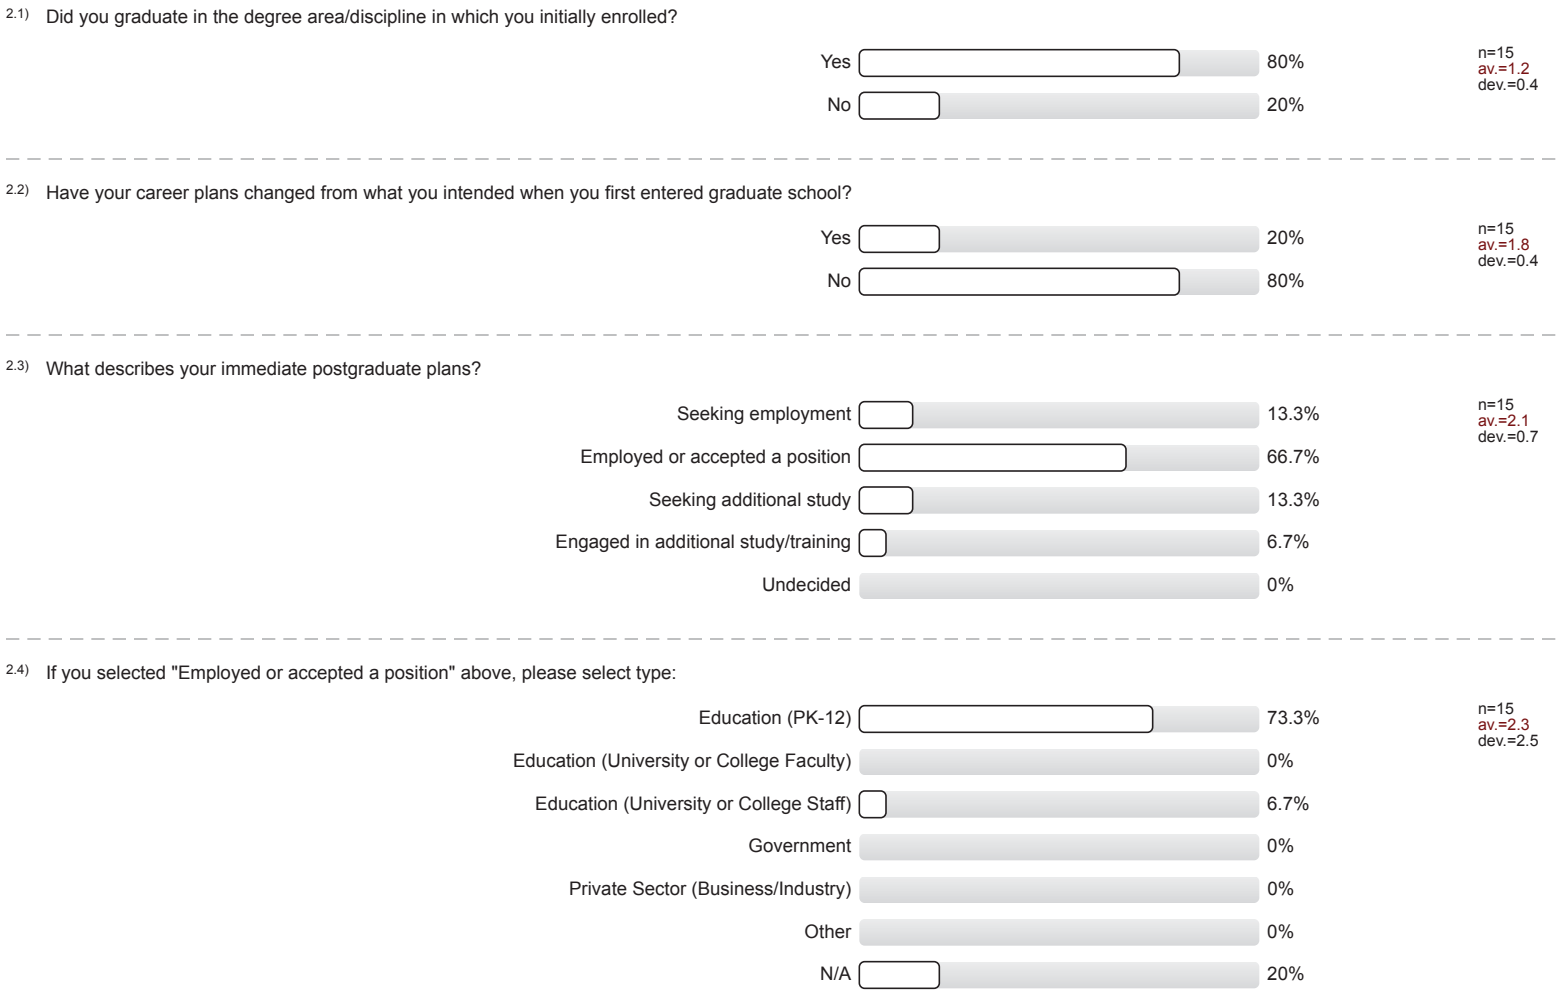 2.1) Did you graduate in the degree area/discipline in which you initially enrolled?
Yes 80%
No 20%
n=15
av.=1.2
dev.=0.4
2.2) Have your career plans changed from what you intended when you first entered graduate school?
Yes 20%
No 80%
n=15
av.=1.8
dev.=0.4
2.3) What describes your immediate postgraduate plans?
Seeking employment 13.3%
Employed or accepted a position 66.7%
Seeking additional study 13.3%
Engaged in additional study/training 6.7%
Undecided 0%
n=15
av.=2.1
dev.=0.7
2.4) If you selected "Employed or accepted a position" above, please select type:
Education (PK-12) 73.3%
Education (University or College Faculty) 0%
Education (University or College Staff) 6.7%
Government 0%
Private Sector (Business/Industry) 0%
Other 0%
N/A 20%
n=15
av.=2.3
dev.=2.5